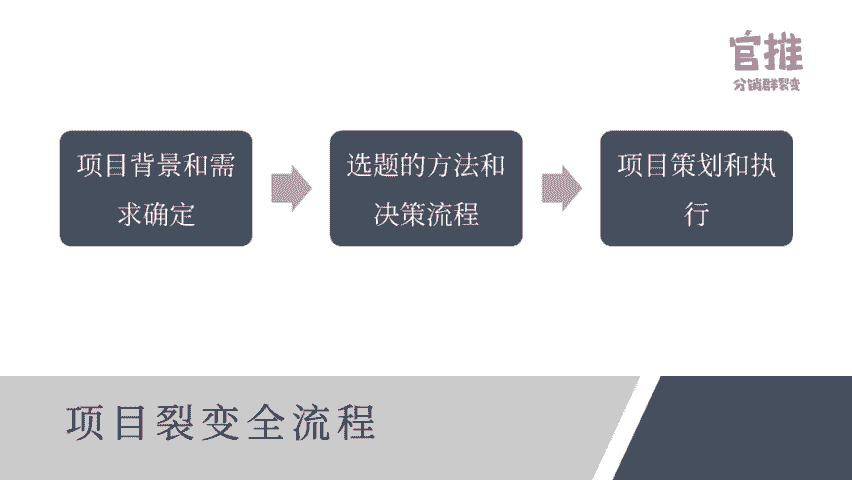 官推
分销群裂变
项目背景和需
求确定
选题的方法和
决策流程
项目策划和执
行
项目裂变全流程